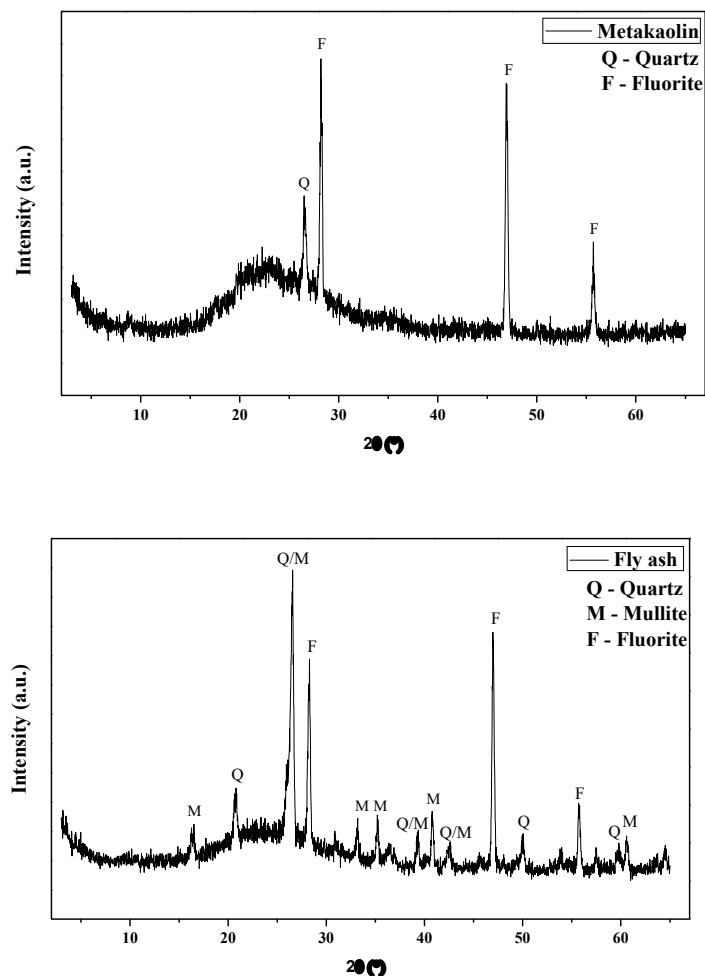 Metakaolin
Q - Quartz
F - Fluorite
F
F
Q
F
Intensity (a.u.)
10 20 30 40 50 60
Fly ash
Q - Quartz
M - Mullite
F - Fluorite
Q/M
F
F
Q
M
M M
Q/M
M
Q/M
Q
F
Q
M
Intensity (a.u.)
10 20 30 40 50 60